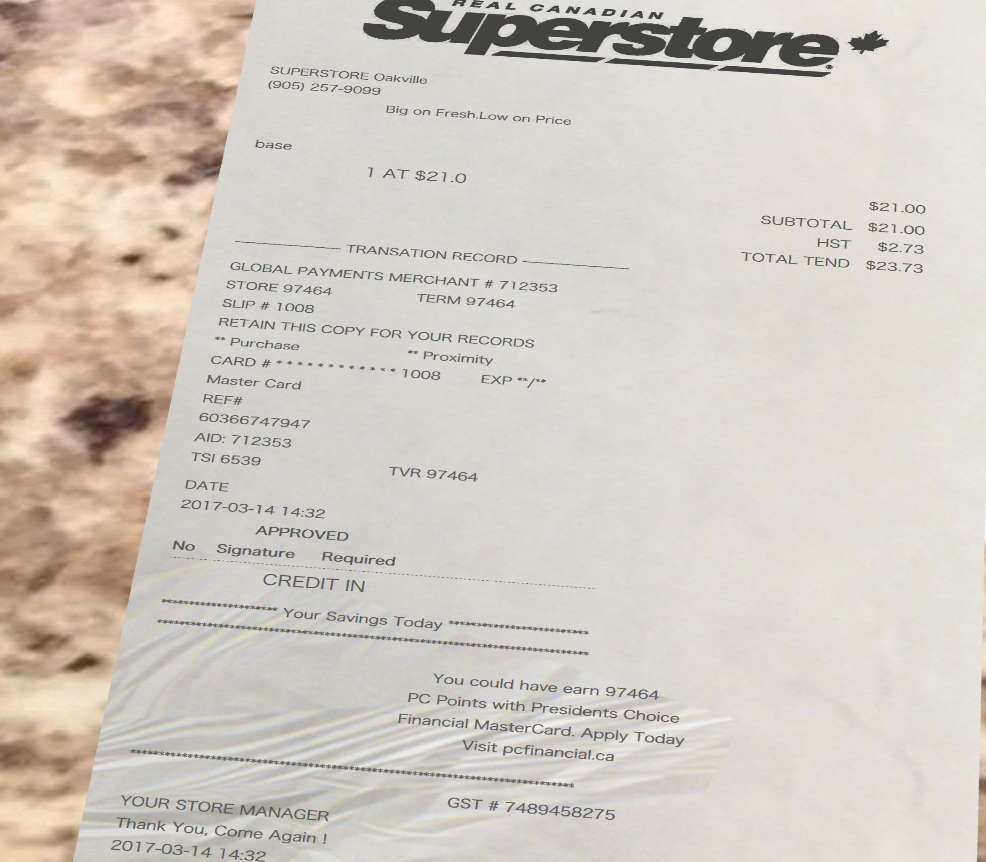 REAL CANADIAN
Superstore
SUPERSTORE Oakville
(905) 257-9099
Big on Fresh.Low on Price
base
1 AT $21.0
$21.00
SUBTOTAL $21.00
HST $2.73
TOTAL TEND $23.73
TRANSATION RECORD
GLOBAL PAYMENTS MERCHANT # 712353
STORE 97464 TERM 97464
SLIP # 1008
RETAIN THIS COPY FOR YOUR RECORDS
** Purchase ** Proximity
CARD # * * * * * * * * * * * * 1008 EXP **/**
Master Card
REF#
60366747947
AID: 712353
TSI 6539 TVR 97464
DATE
2017-03-14 14:32
APPROVED
No Signature Required
CREDIT IN
********************* Your Savings Today *************************
******************************************************************************
You could have earn 97464
PC Points with Presidents Choice
Financial MasterCard. Apply Today
Visit pcfinancial.ca
********************************************************************************
GST # 7489458275
YOUR STORE MANAGER
Thank You, Come Again !
2017-03-14 14:32